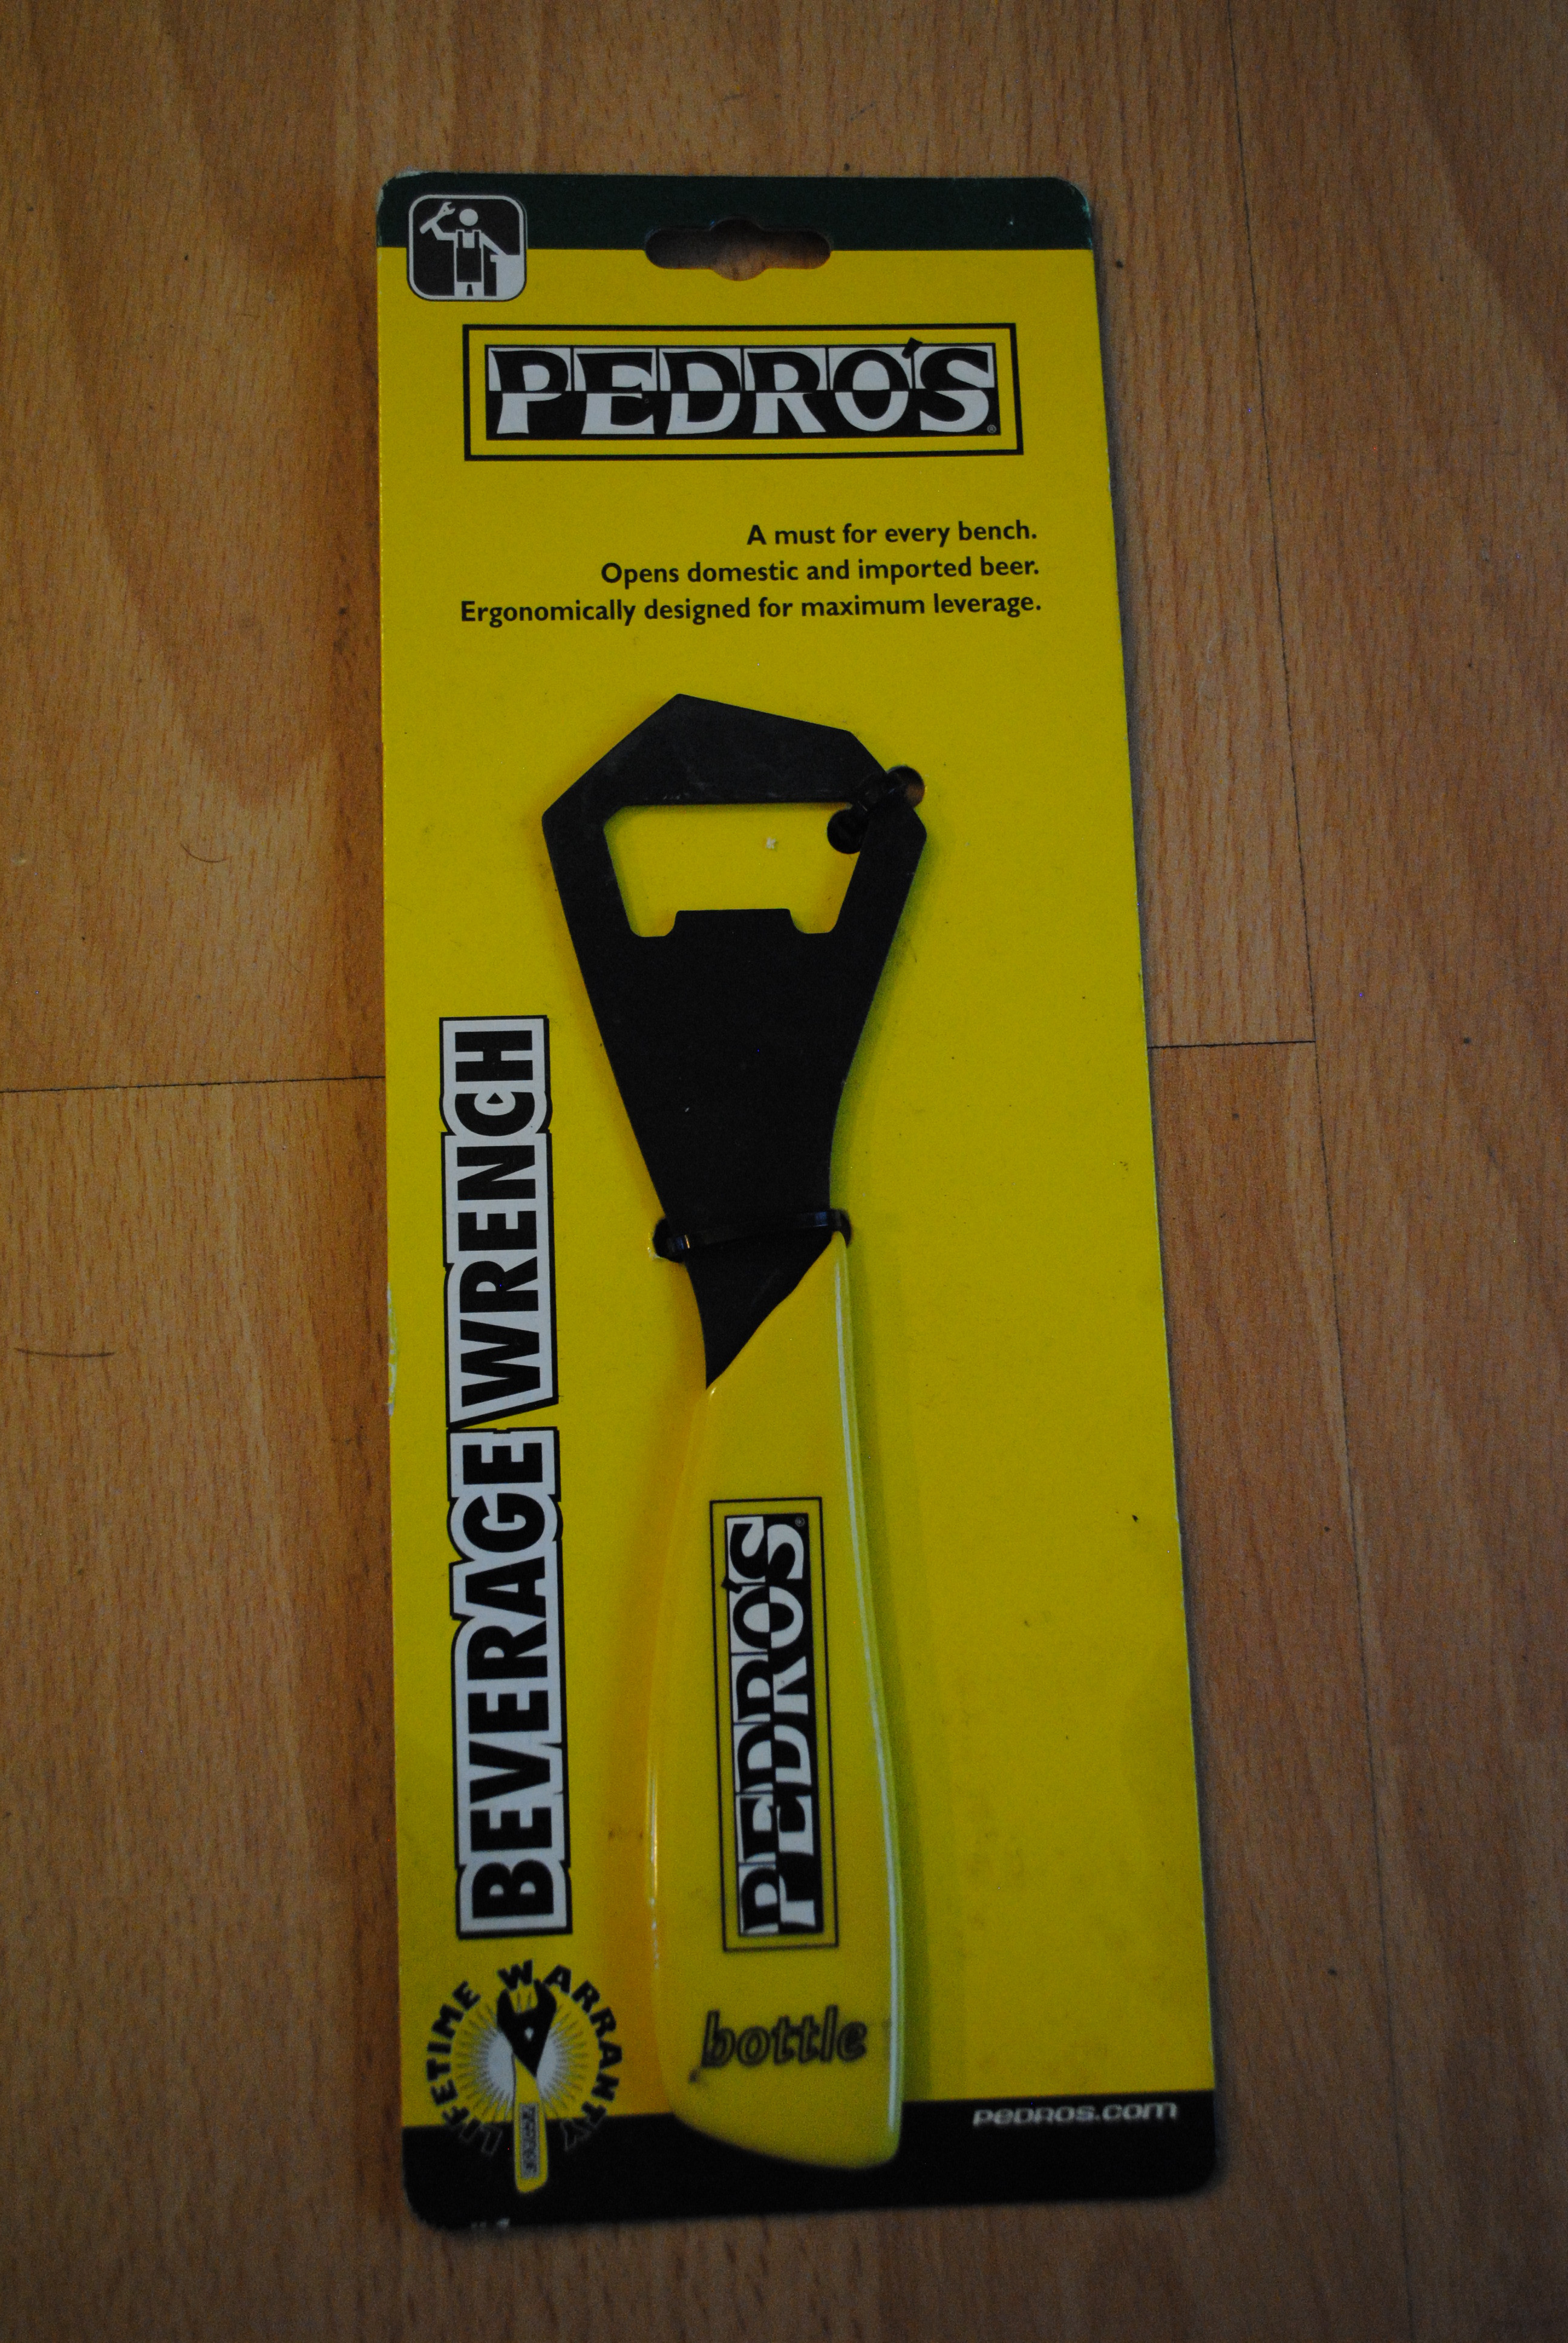 PEDRO'S®
A must for every bench.
Opens domestic and imported beer.
Ergonomically designed for maximum leverage.
BEVERAGE WRENCH
PEDRO'S®
bottle
LIFETIME WARRANTY
PEDROS.COM